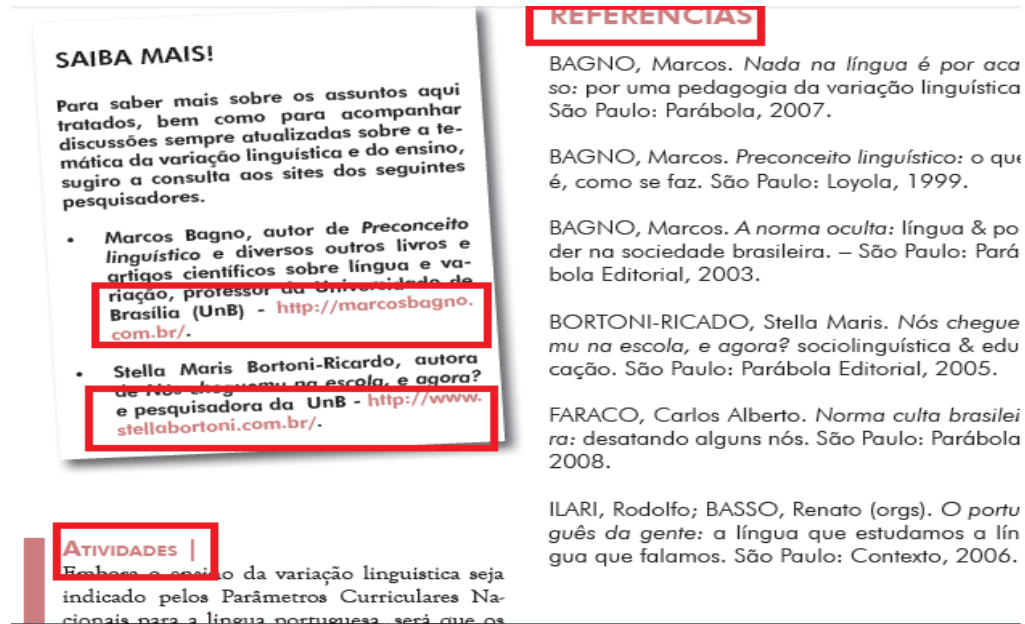 SAIBA MAIS!
Para saber mais sobre os assuntos aqui
tratados, bem como para acompanhar
discussões sempre atualizadas sobre a te-
mática da variação linguística e do ensino,
sugiro a consulta aos sites dos seguintes
pesquisadores.
• Marcos Bagno, autor de Preconceito
linguístico e diversos outros livros e
artigos científicos sobre língua e va-
riação, professor da Universidade de
Brasília (UnB) - http://marcosbagno.
com.br/.
• Stella Maris Bortoni-Ricardo, autora
de Nós cheguemu na escola, e agora?
e pesquisadora da UnB - http://www.
stellabortoni.com.br/.
ATIVIDADES |
Embora o ensino da variação linguistica seja
indicado pelos Parâmetros Curriculares Na-
cionais para a língua portuguesa, será que os
REFERÊNCIAS
BAGNO, Marcos. Nada na língua é por aca
so: por uma pedagogia da variação linguística
São Paulo: Parábola, 2007.
BAGNO, Marcos. Preconceito linguístico: o que
é, como se faz. São Paulo: Loyola, 1999.
BAGNO, Marcos. A norma oculta: língua & po
der na sociedade brasileira. – São Paulo: Pará
bola Editorial, 2003.
BORTONI-RICADO, Stella Maris. Nós chegue
mu na escola, e agora? sociolinguística & edu
cação. São Paulo: Parábola Editorial, 2005.
FARACO, Carlos Alberto. Norma culta brasilei
ra: desatando alguns nós. São Paulo: Parábola
2008.
ILARI, Rodolfo; BASSO, Renato (orgs). O portu
guês da gente: a língua que estudamos a lín
gua que falamos. São Paulo: Contexto, 2006.